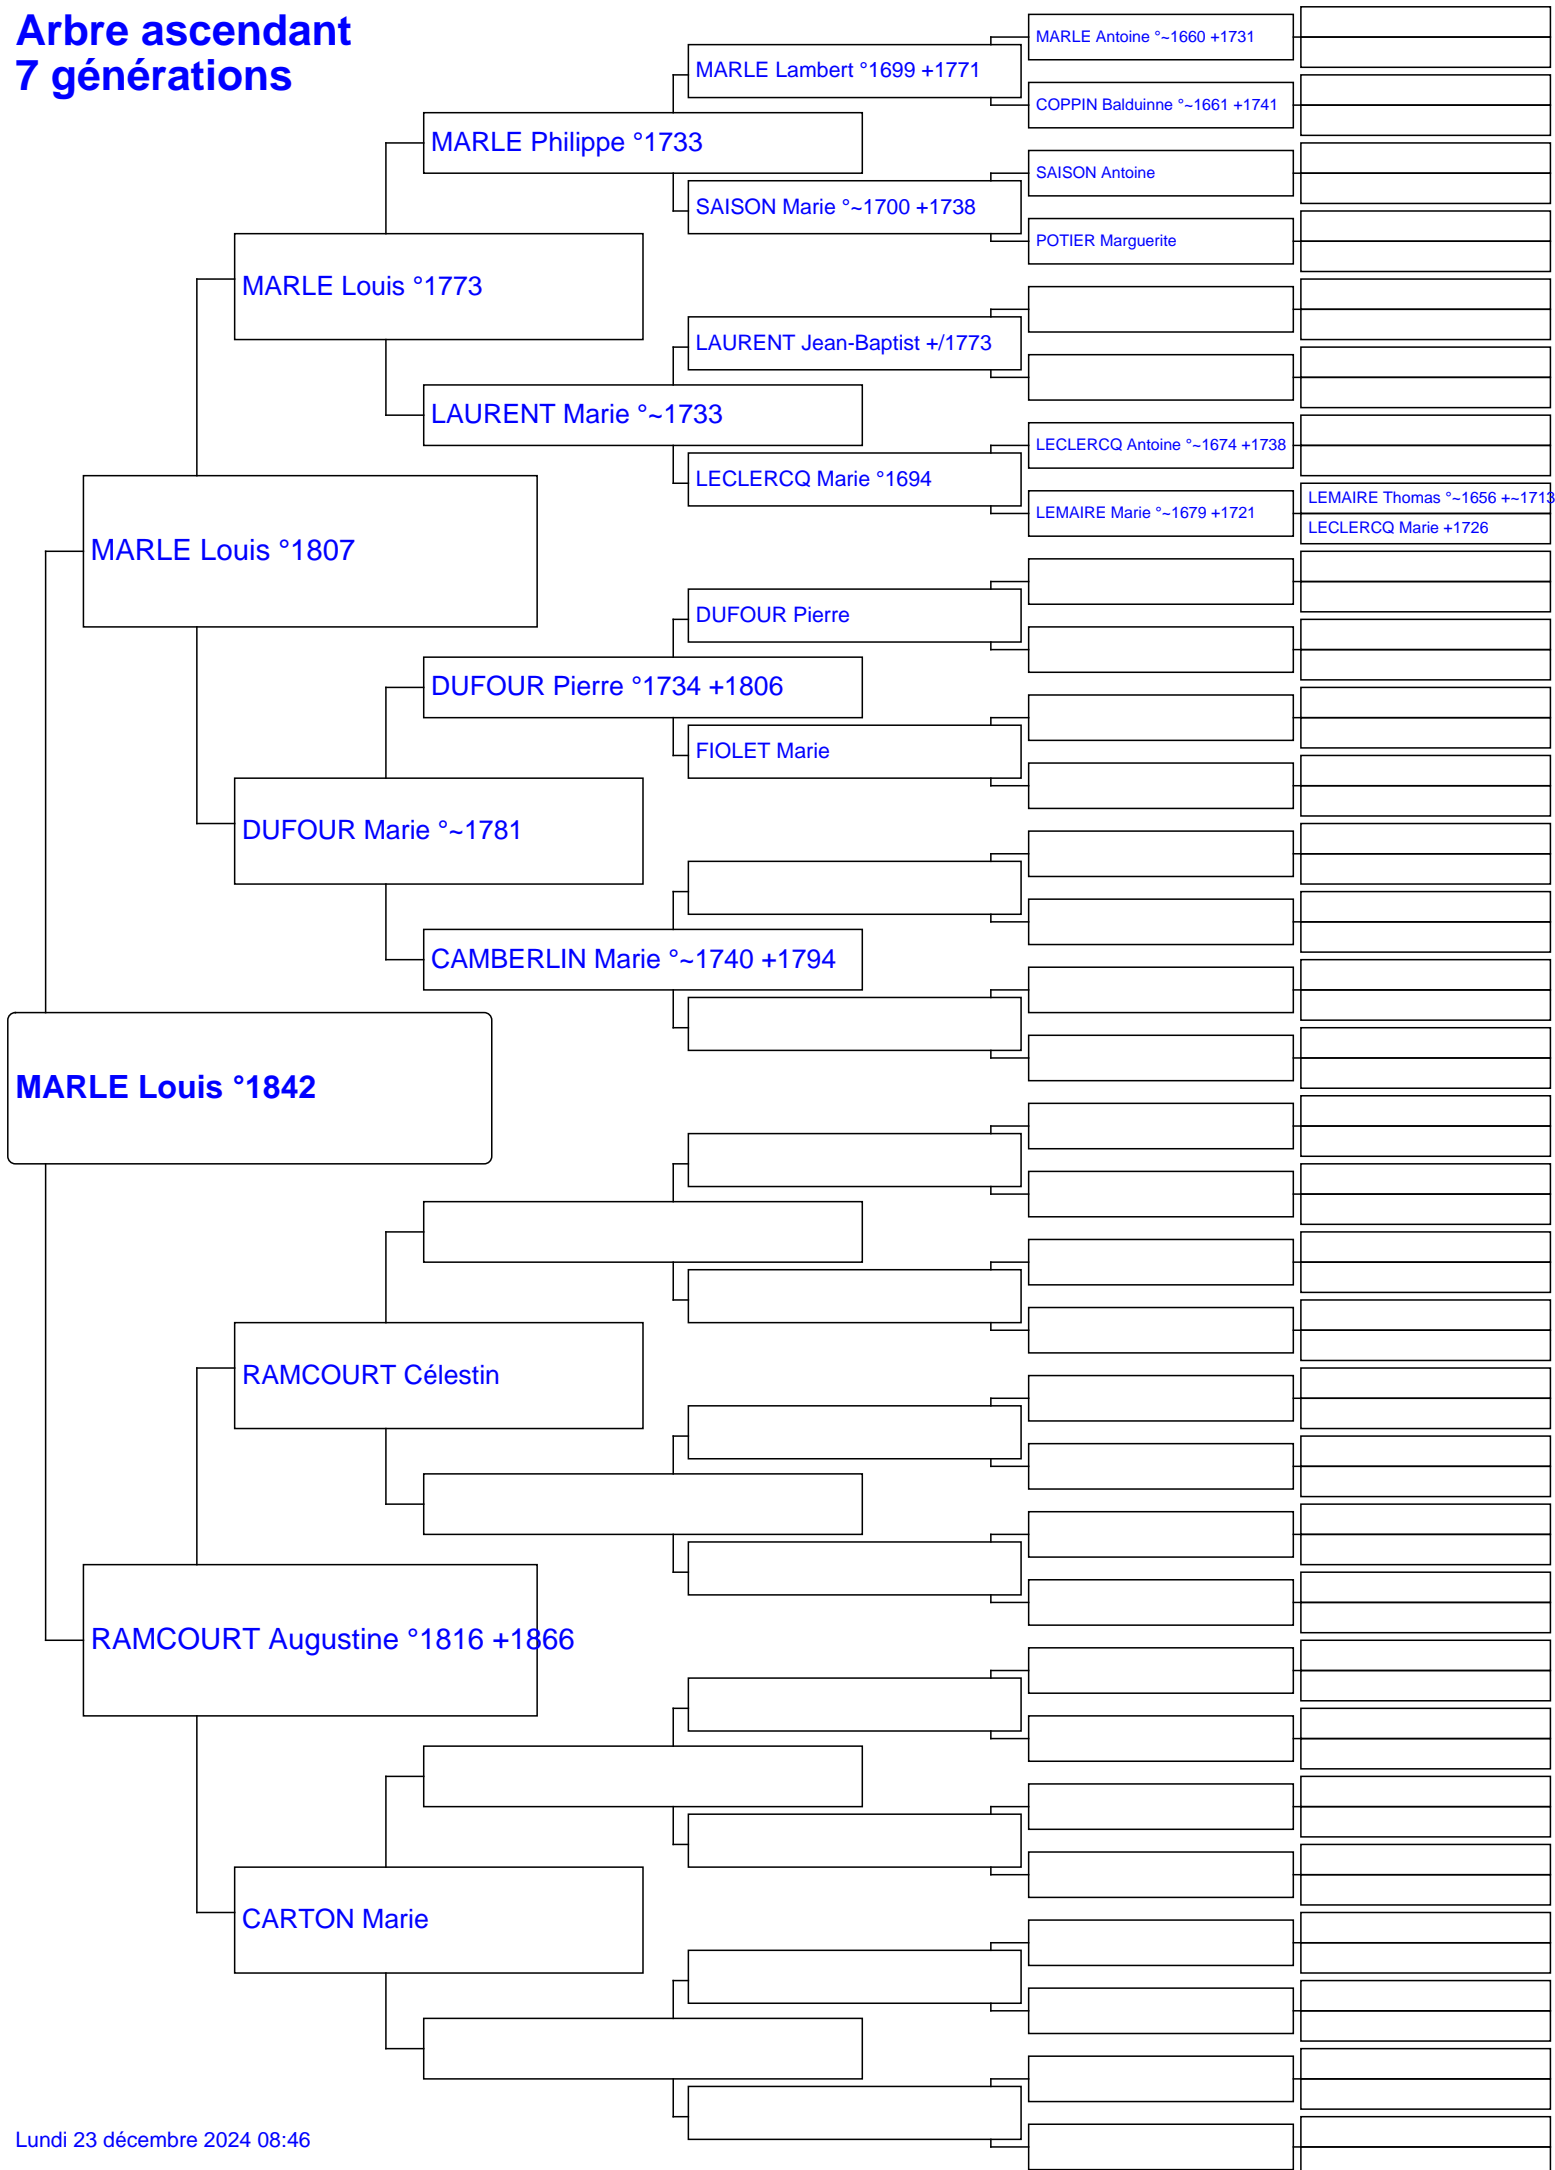 Arbre ascendant
7 générations
MARLE Antoine °~1660 +1731
MARLE Lambert °1699 +1771
COPPIN Balduinne °~1661 +1741
MARLE Philippe °1733
SAISON Antoine
SAISON Marie °~1700 +1738
POTIER Marguerite
MARLE Louis °1773
LAURENT Jean-Baptist +/1773
LAURENT Marie °~1733
LECLERCQ Antoine °~1674 +1738
LECLERCQ Marie °1694
LEMAIRE Thomas °~1656 +~1713
LEMAIRE Marie °~1679 +1721
LECLERCQ Marie +1726
MARLE Louis °1807
DUFOUR Pierre
DUFOUR Pierre °1734 +1806
FIOLET Marie
DUFOUR Marie °~1781
CAMBERLIN Marie °~1740 +1794
MARLE Louis °1842
RAMCOURT Célestin
RAMCOURT Augustine °1816 +1866
CARTON Marie
Lundi 23 décembre 2024 08:46